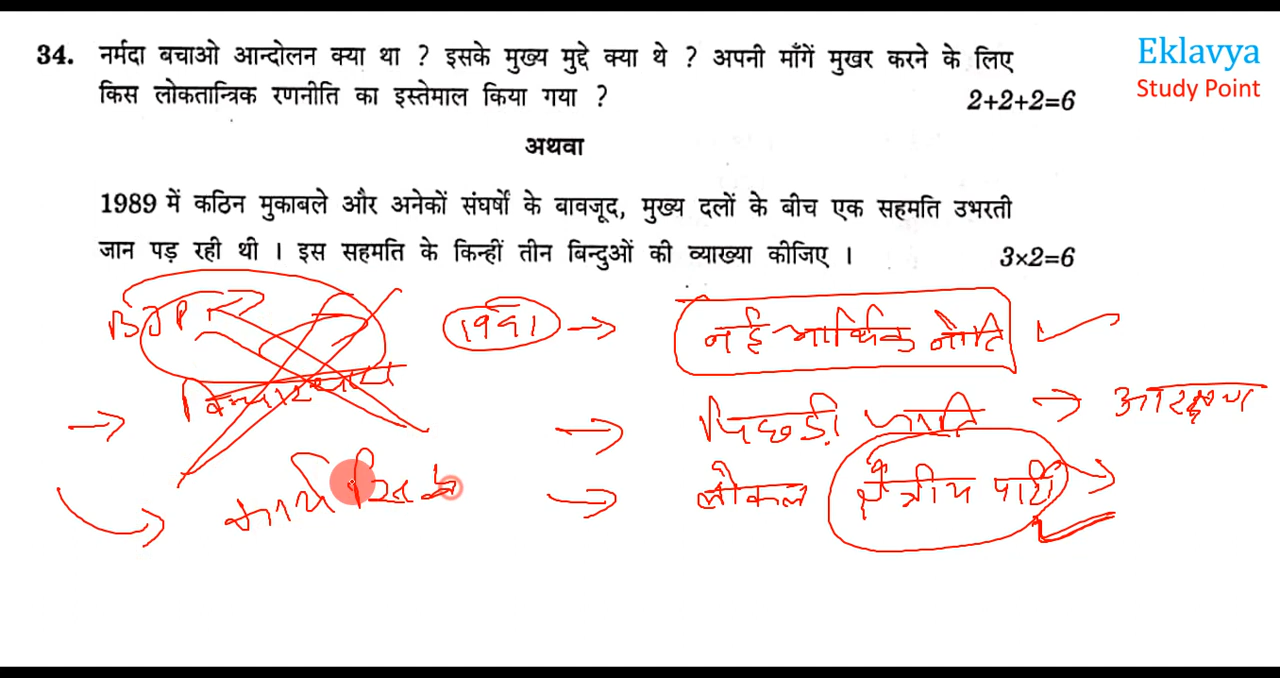 34. नर्मदा बचाओ आन्दोलन क्या था ? इसके मुख्य मुद्दे क्या थे ? अपनी माँगें मुखर करने के लिए
किस लोकतान्त्रिक रणनीति का इस्तेमाल किया गया ? 2+2+2=6
Eklavya
Study Point
अथवा
1989 में कठिन मुकाबले और अनेकों संघर्षों के बावजूद, मुख्य दलों के बीच एक सहमति उभरती
जान पड़ रही थी । इस सहमति के किन्हीं तीन बिन्दुओं की व्याख्या कीजिए । 3×2=6
BJP
1991 → नई आर्थिक नीति
विचारधारा
→ पिछड़ी जाति → आरक्षण
→ लोकल क्षेत्रीय पार्टी →
→ कार्य